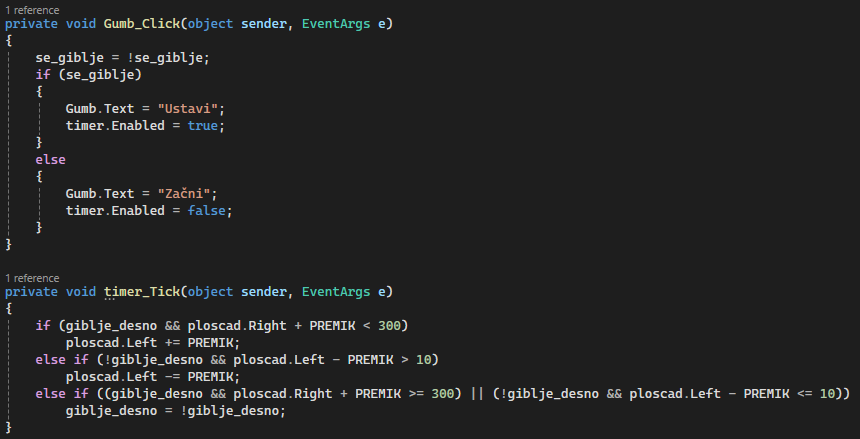 1 reference
private void Gumb_Click(object sender, EventArgs e)
{
    se_giblje = !se_giblje;
    if (se_giblje)
    {
        Gumb.Text = "Ustavi";
        timer.Enabled = true;
    }
    else
    {
        Gumb.Text = "Začni";
        timer.Enabled = false;
    }
}
1 reference
private void timer_Tick(object sender, EventArgs e)
{
    if (giblje_desno && ploscad.Right + PREMIK < 300)
        ploscad.Left += PREMIK;
    else if (!giblje_desno && ploscad.Left - PREMIK > 10)
        ploscad.Left -= PREMIK;
    else if ((giblje_desno && ploscad.Right + PREMIK >= 300) || (!giblje_desno && ploscad.Left - PREMIK <= 10))
        giblje_desno = !giblje_desno;
}